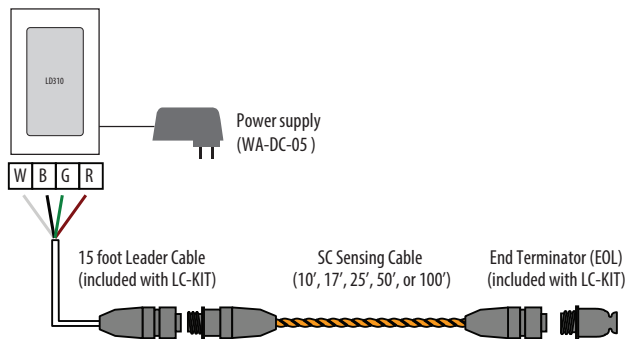 LD310
Power supply
(WA-DC-05 )
W B G R
15 foot Leader Cable
(included with LC-KIT)
SC Sensing Cable
(10’, 17’, 25’, 50’, or 100’)
End Terminator (EOL)
(included with LC-KIT)